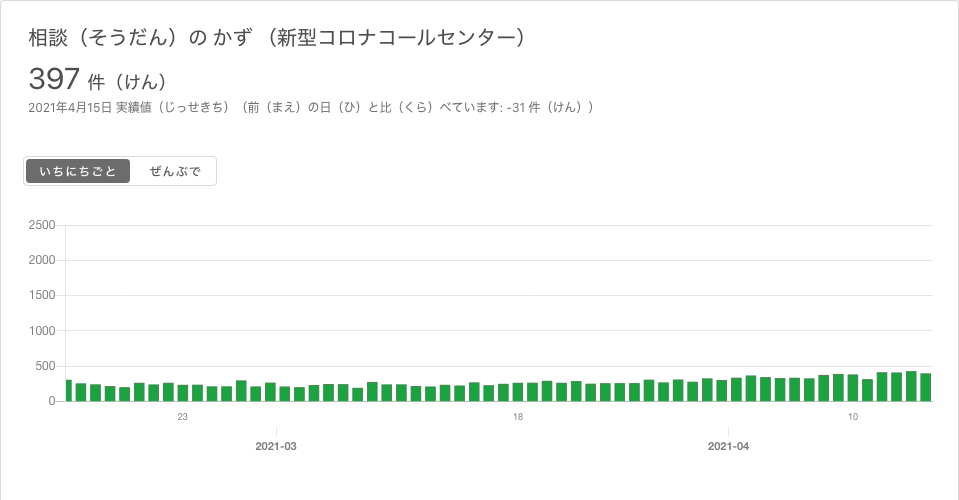 相談（そうだん）の かず （新型コロナコールセンター）
397 件（けん）
2021年4月15日 実績値（じっせきち）（前（まえ）の日（ひ）と比（くら）べています: -31 件（けん））
いちにちごと ぜんぶで
2500
2000
1500
1000
500
0
23 18 10
2021-03 2021-04